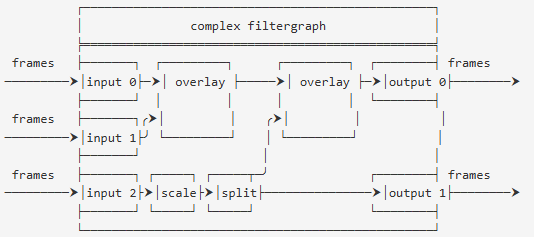 complex filtergraph
frames frames
input 0 overlay overlay output 0
frames
input 1
frames frames
input 2 scale split output 1